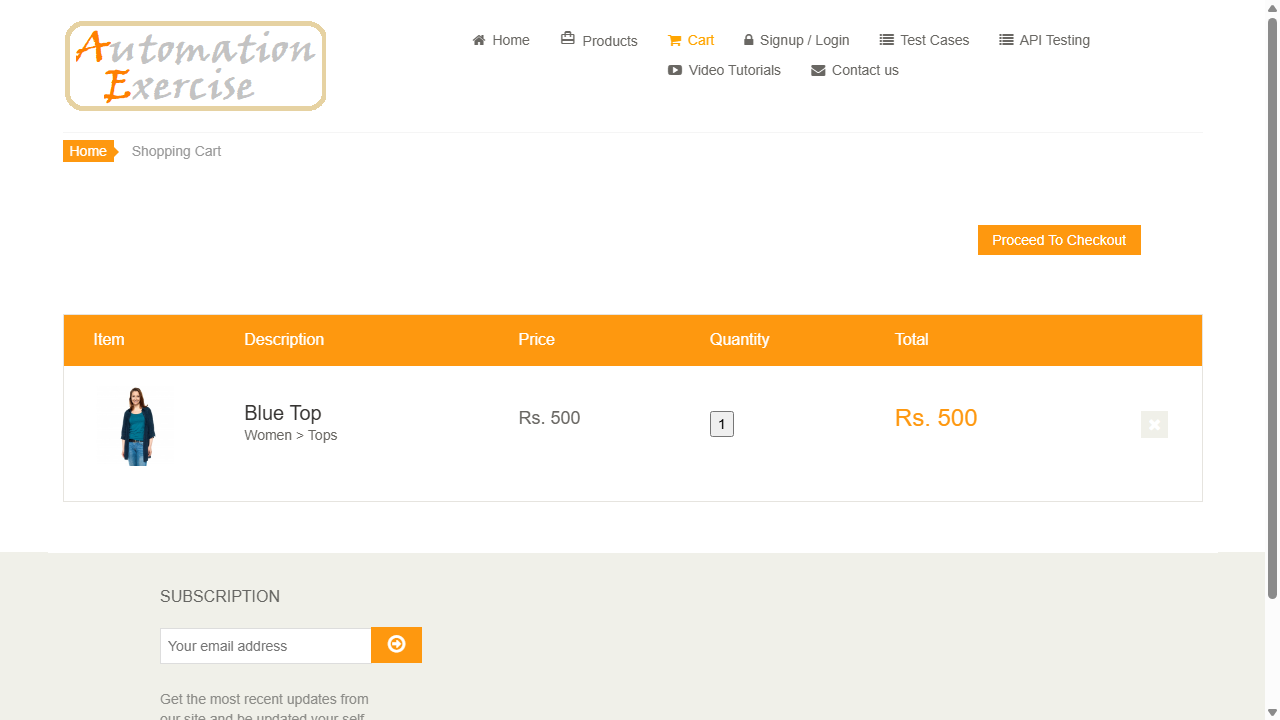 Automation
Exercise
Home
Products
Cart
Signup / Login
Test Cases
API Testing
Video Tutorials
Contact us
Home
Shopping Cart
Proceed To Checkout
Item Description Price Quantity Total
Blue Top
Women > Tops
Rs. 500
1
Rs. 500
SUBSCRIPTION
Your email address
Get the most recent updates from
our site and be updated your self